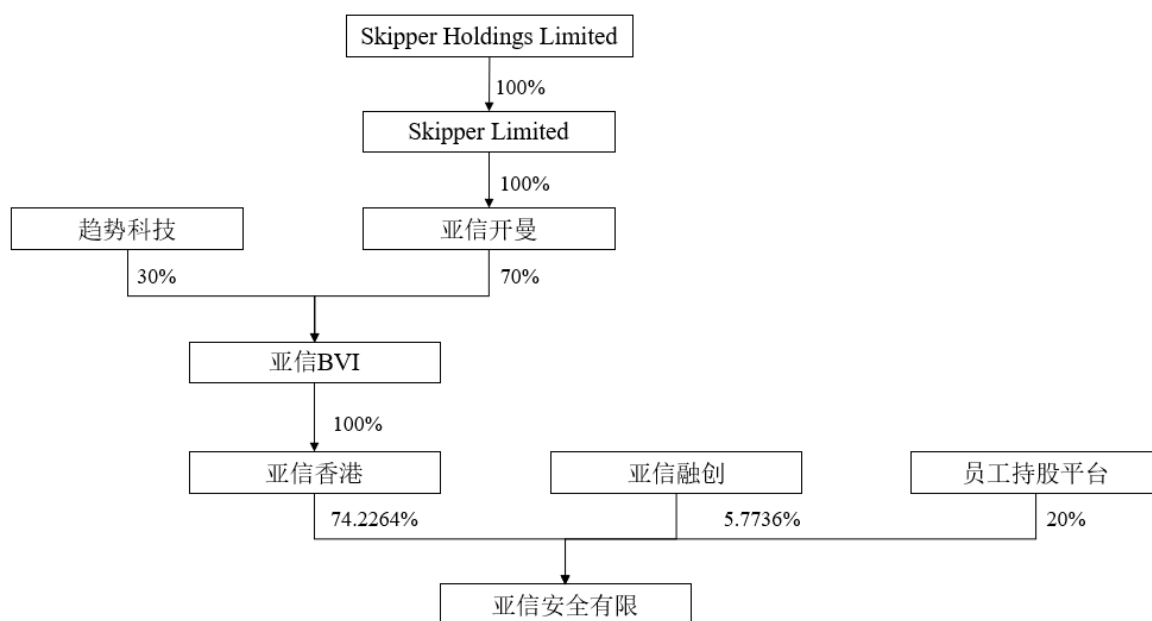 Skipper Holdings Limited
100%
Skipper Limited
100%
趋势科技
亚信开曼
30%
70%
亚信BVI
100%
亚信香港
亚信融创
员工持股平台
74.2264%
5.7736%
20%
亚信安全有限